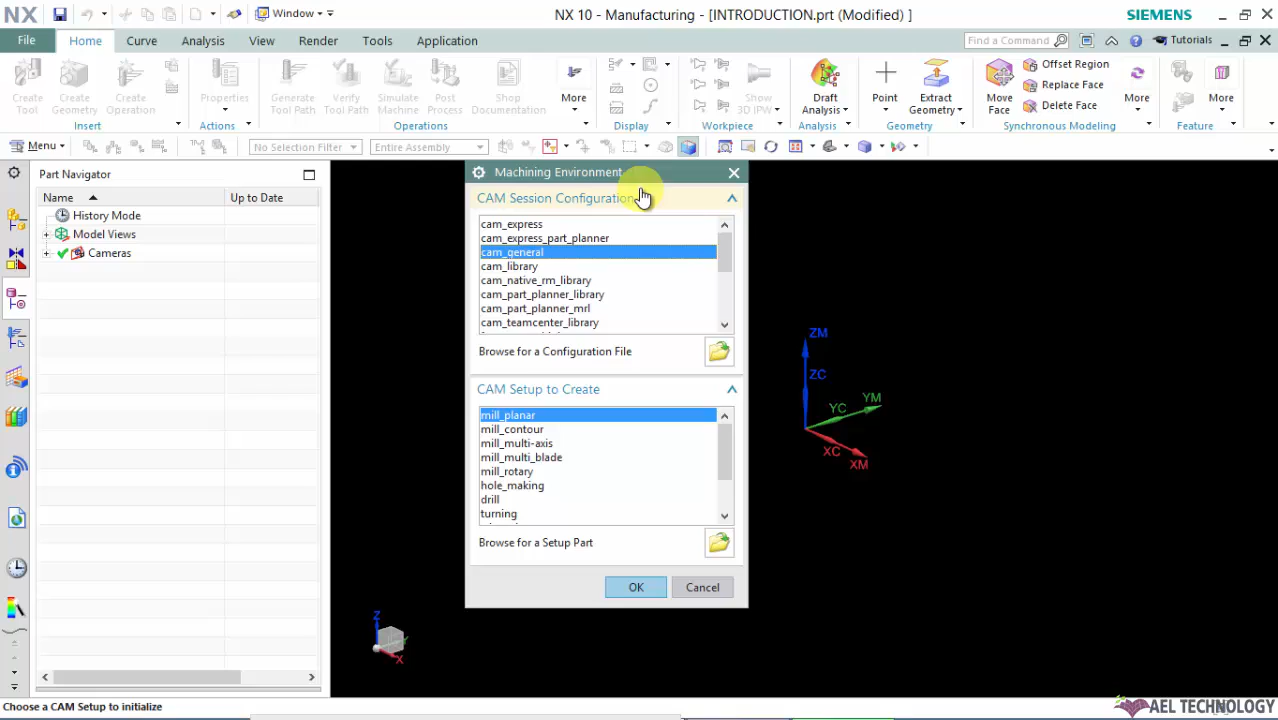 NX
Window
NX 10 - Manufacturing - [INTRODUCTION.prt (Modified) ]
SIEMENS
File
Home
Curve
Analysis
View
Render
Tools
Application
Find a Command
Tutorials
Create Tool
Create Geometry
Create Operation
Properties
Generate Tool Path
Verify Tool Path
Simulate Machine
Post Process
Shop Documentation
More
Show 3D IPW
Draft Analysis
Point
Extract Geometry
Move Face
Offset Region
Replace Face
Delete Face
More
More
Insert
Actions
Operations
Display
Workpiece
Analysis
Geometry
Synchronous Modeling
Feature
Menu
No Selection Filter
Entire Assembly
Part Navigator
Name
Up to Date
History Mode
Model Views
Cameras
Machining Environment
CAM Session Configuration
cam_express
cam_express_part_planner
cam_general
cam_library
cam_native_rm_library
cam_part_planner_library
cam_part_planner_mrl
cam_teamcenter_library
Browse for a Configuration File
CAM Setup to Create
mill_planar
mill_contour
mill_multi-axis
mill_multi_blade
mill_rotary
hole_making
drill
turning
Browse for a Setup Part
OK
Cancel
ZM
ZC
YM
YC
XC
XM
Z
X
Choose a CAM Setup to initialize
AEL TECHNOLOGY